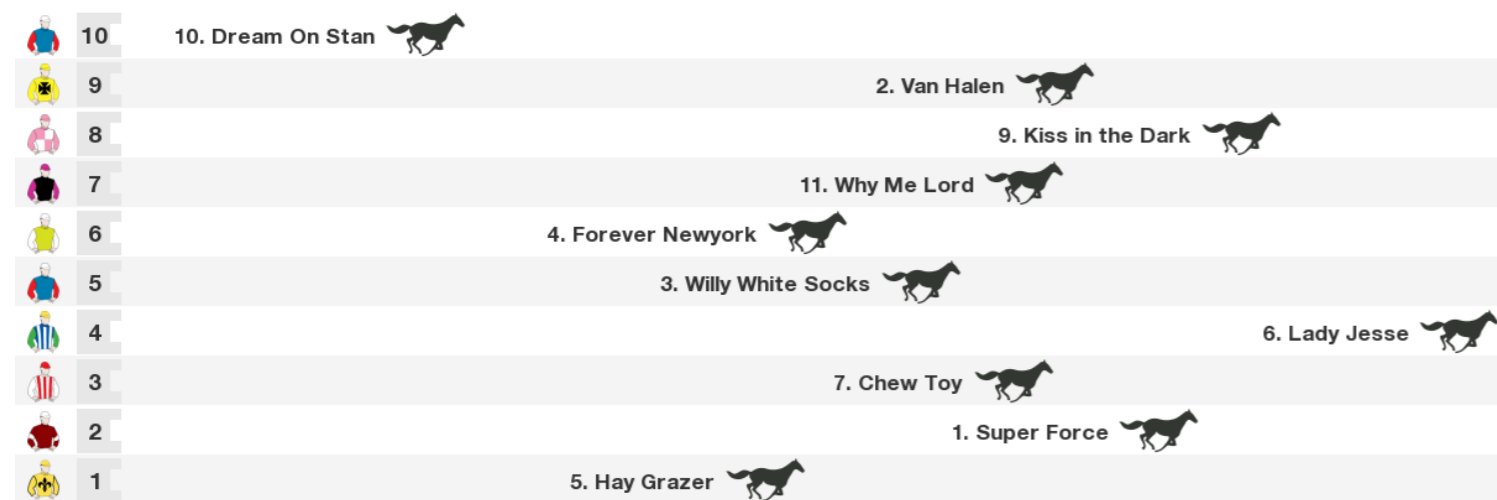 10 10. Dream On Stan
9 2. Van Halen
8 9. Kiss in the Dark
7 11. Why Me Lord
6 4. Forever Newyork
5 3. Willy White Socks
4 6. Lady Jesse
3 7. Chew Toy
2 1. Super Force
1 5. Hay Grazer